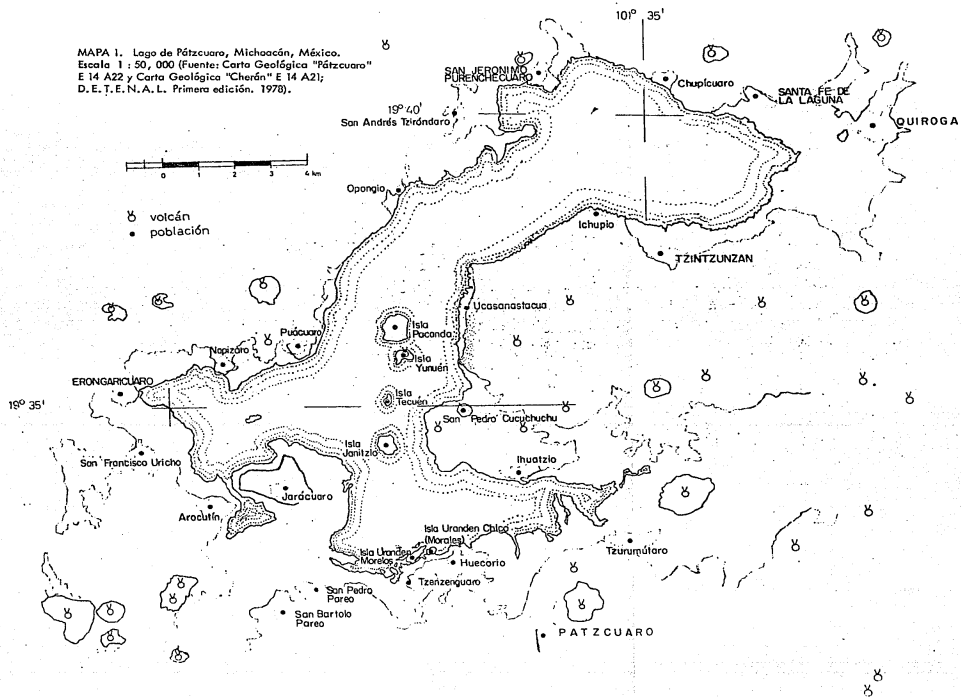 101° 35'
MAPA 1. Lago de Pátzcuaro, Michoacán, México.
Escala 1 : 50, 000 (Fuente: Carta Geológica "Pátzcuaro"
E 14 A22 y Carta Geológica "Cherán" E 14 A21;
D. E. T. E. N. A. L. Primera edición. 1978).
SAN JERONIMO
PURENCHECUARO
Chupícuaro
SANTA FE DE
LA LAGUNA
QUIROGA
19° 40'
San Andrés Tziróndaro
0 1 2 3 4 km
volcán
población
Opongio
Ichupio
TZINTZUNZAN
Ucasanastacua
Isla
Pacanda
Puácuaro
Isla
Yunuén
Napizaro
ERONGARICUARO
19° 35'
Isla
Tecuén
San Pedro Cucuchuchu
Isla
Janitzio
San Francisco Uricho
Ihuatzio
Jarácuaro
Arocutín
Isla Uranden Chico
(Morales)
Isla Uranden
Morelos
Huecorio
Tzurumútaro
Tzenzenguaro
San Pedro
Pareo
San Bartolo
Pareo
PATZCUARO